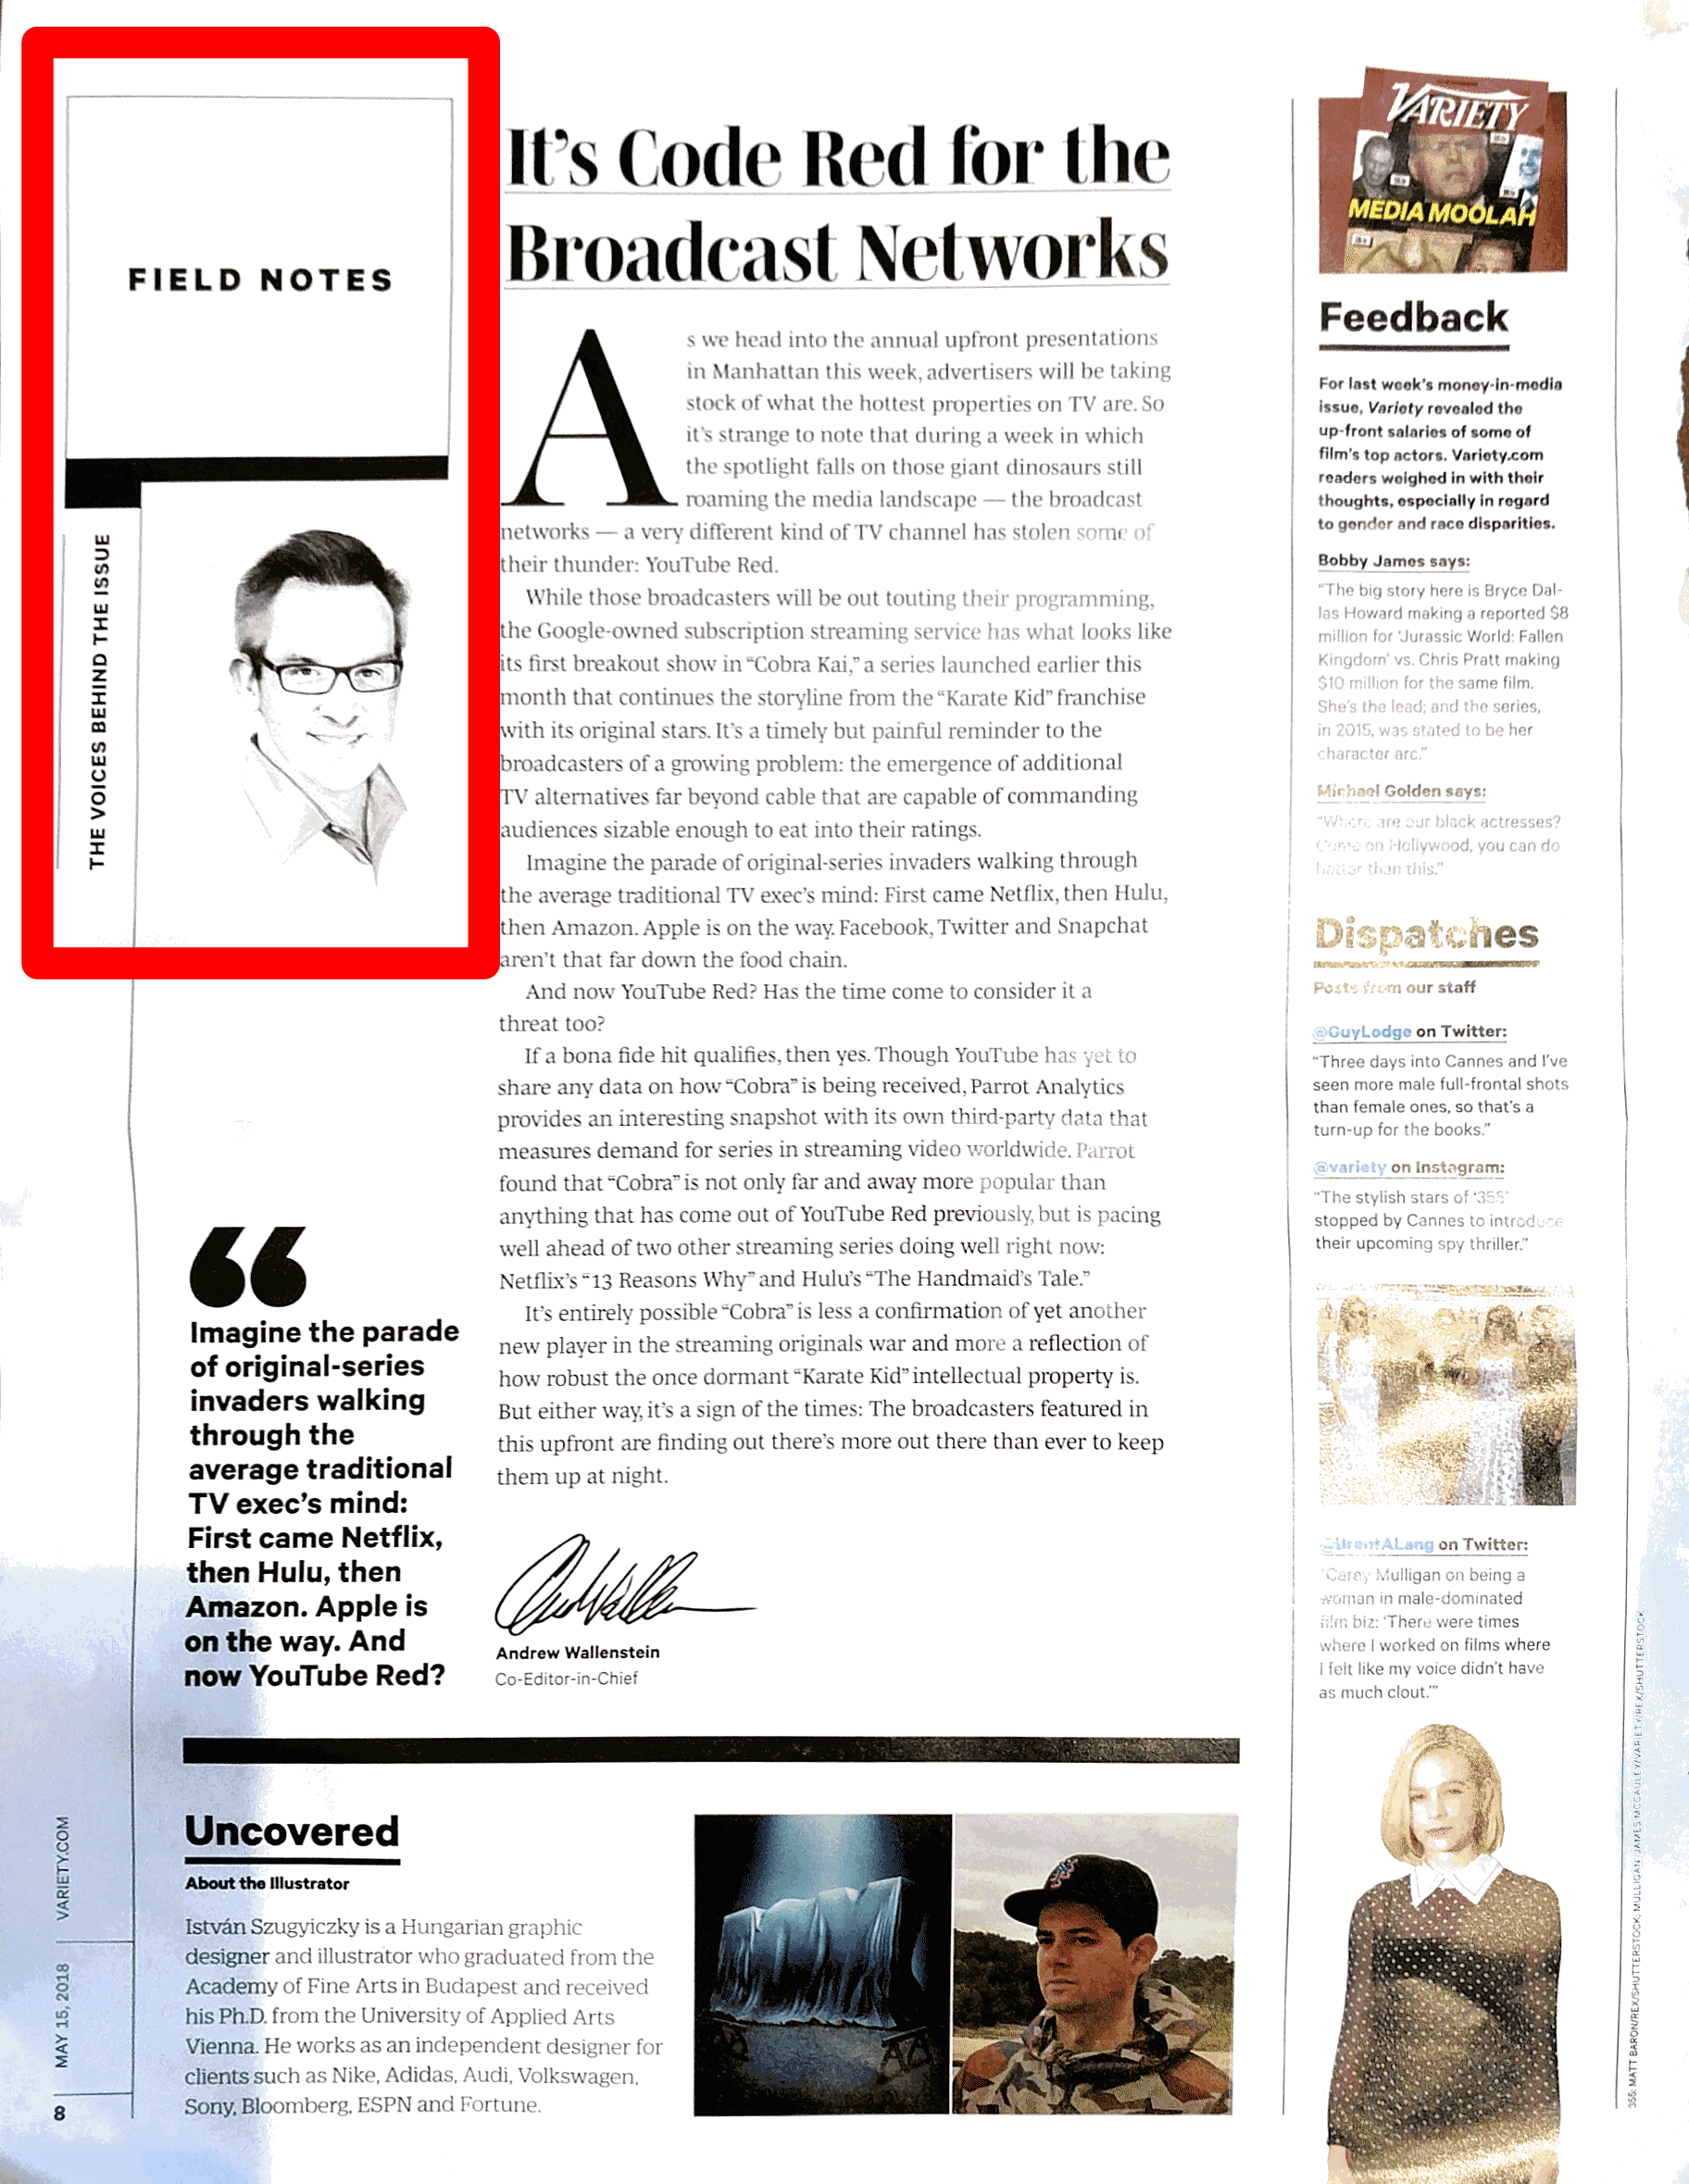 FIELD NOTES
THE VOICES BEHIND THE ISSUE
It's Code Red for the
Broadcast Networks
As we head into the annual upfront presentations
in Manhattan this week, advertisers will be taking
stock of what the hottest properties on TV are. So
it's strange to note that during a week in which
the spotlight falls on those giant dinosaurs still
roaming the media landscape — the broadcast
networks — a very different kind of TV channel has stolen some of
their thunder: YouTube Red.
While those broadcasters will be out touting their programming,
the Google-owned subscription streaming service has what looks like
its first breakout show in “Cobra Kai,” a series launched earlier this
month that continues the storyline from the “Karate Kid” franchise
with its original stars. It's a timely but painful reminder to the
broadcasters of a growing problem: the emergence of additional
TV alternatives far beyond cable that are capable of commanding
audiences sizable enough to eat into their ratings.
Imagine the parade of original-series invaders walking through
the average traditional TV exec's mind: First came Netflix, then Hulu,
then Amazon. Apple is on the way. Facebook, Twitter and Snapchat
aren't that far down the food chain.
And now YouTube Red? Has the time come to consider it a
threat too?
If a bona fide hit qualifies, then yes. Though YouTube has yet to
share any data on how “Cobra” is being received, Parrot Analytics
provides an interesting snapshot with its own third-party data that
measures demand for series in streaming video worldwide. Parrot
found that “Cobra” is not only far and away more popular than
anything that has come out of YouTube Red previously, but is pacing
well ahead of two other streaming series doing well right now:
Netflix's “13 Reasons Why” and Hulu's “The Handmaid's Tale.”
It's entirely possible “Cobra” is less a confirmation of yet another
new player in the streaming originals war and more a reflection of
how robust the once dormant “Karate Kid” intellectual property is.
But either way, it's a sign of the times: The broadcasters featured in
this upfront are finding out there's more out there than ever to keep
them up at night.
Andrew Wallenstein
Co-Editor-in-Chief
“
Imagine the parade
of original-series
invaders walking
through the
average traditional
TV exec's mind:
First came Netflix,
then Hulu, then
Amazon. Apple is
on the way. And
now YouTube Red?
Uncovered
About the Illustrator
István Szugyiczky is a Hungarian graphic
designer and illustrator who graduated from the
Academy of Fine Arts in Budapest and received
his Ph.D. from the University of Applied Arts
Vienna. He works as an independent designer for
clients such as Nike, Adidas, Audi, Volkswagen,
Sony, Bloomberg, ESPN and Fortune.
VARIETY
MEDIA MOOLAH
Feedback
For last week's money-in-media
issue, Variety revealed the
up-front salaries of some of
film's top actors. Variety.com
readers weighed in with their
thoughts, especially in regard
to gender and race disparities.
Bobby James says:
“The big story here is Bryce Dal-
las Howard making a reported $8
million for ‘Jurassic World: Fallen
Kingdom’ vs. Chris Pratt making
$10 million for the same film.
She's the lead; and the series,
in 2015, was stated to be her
character arc.”
Michael Golden says:
“Where are our black actresses?
Come on Hollywood, you can do
better than this.”
Dispatches
Posts from our staff
@GuyLodge on Twitter:
“Three days into Cannes and I've
seen more male full-frontal shots
than female ones, so that's a
turn-up for the books.”
@variety on Instagram:
“The stylish stars of ‘355’
stopped by Cannes to introduce
their upcoming spy thriller.”
@BrentALang on Twitter:
“Carey Mulligan on being a
woman in male-dominated
film biz: ‘There were times
where I worked on films where
I felt like my voice didn't have
as much clout.’”
355: MATT BARON/REX/SHUTTERSTOCK; MULLIGAN: JAMES MCCAULEY/VARIETY/REX/SHUTTERSTOCK
8
MAY 15, 2018
VARIETY.COM